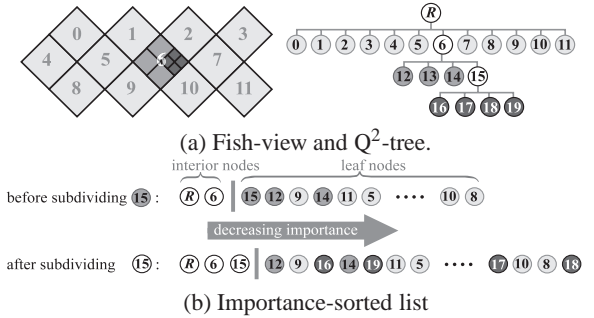 0 1 2 3
4 5 6 7
8 9 10 11
R
0 1 2 3 4 5 6 7 8 9 10 11
12 13 14 15
16 17 18 19
(a) Fish-view and Q²-tree.
interior nodes leaf nodes
before subdividing 15 : R 6 15 12 9 14 11 5 ···· 10 8
decreasing importance
after subdividing 15 : R 6 15 12 9 16 14 19 11 5 ···· 17 10 8 18
(b) Importance-sorted list